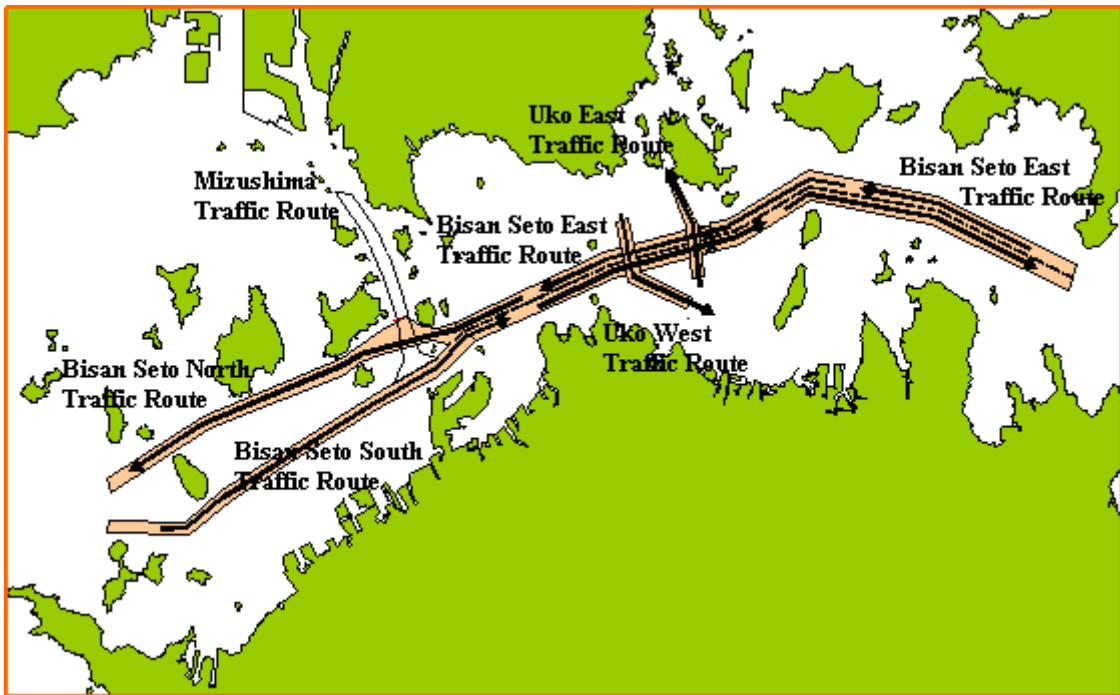 Uko East
Traffic Route
Bisan Seto East
Traffic Route
Mizushima
Traffic Route
Bisan Seto East
Traffic Route
Uko West
Traffic Route
Bisan Seto North
Traffic Route
Bisan Seto South
Traffic Route